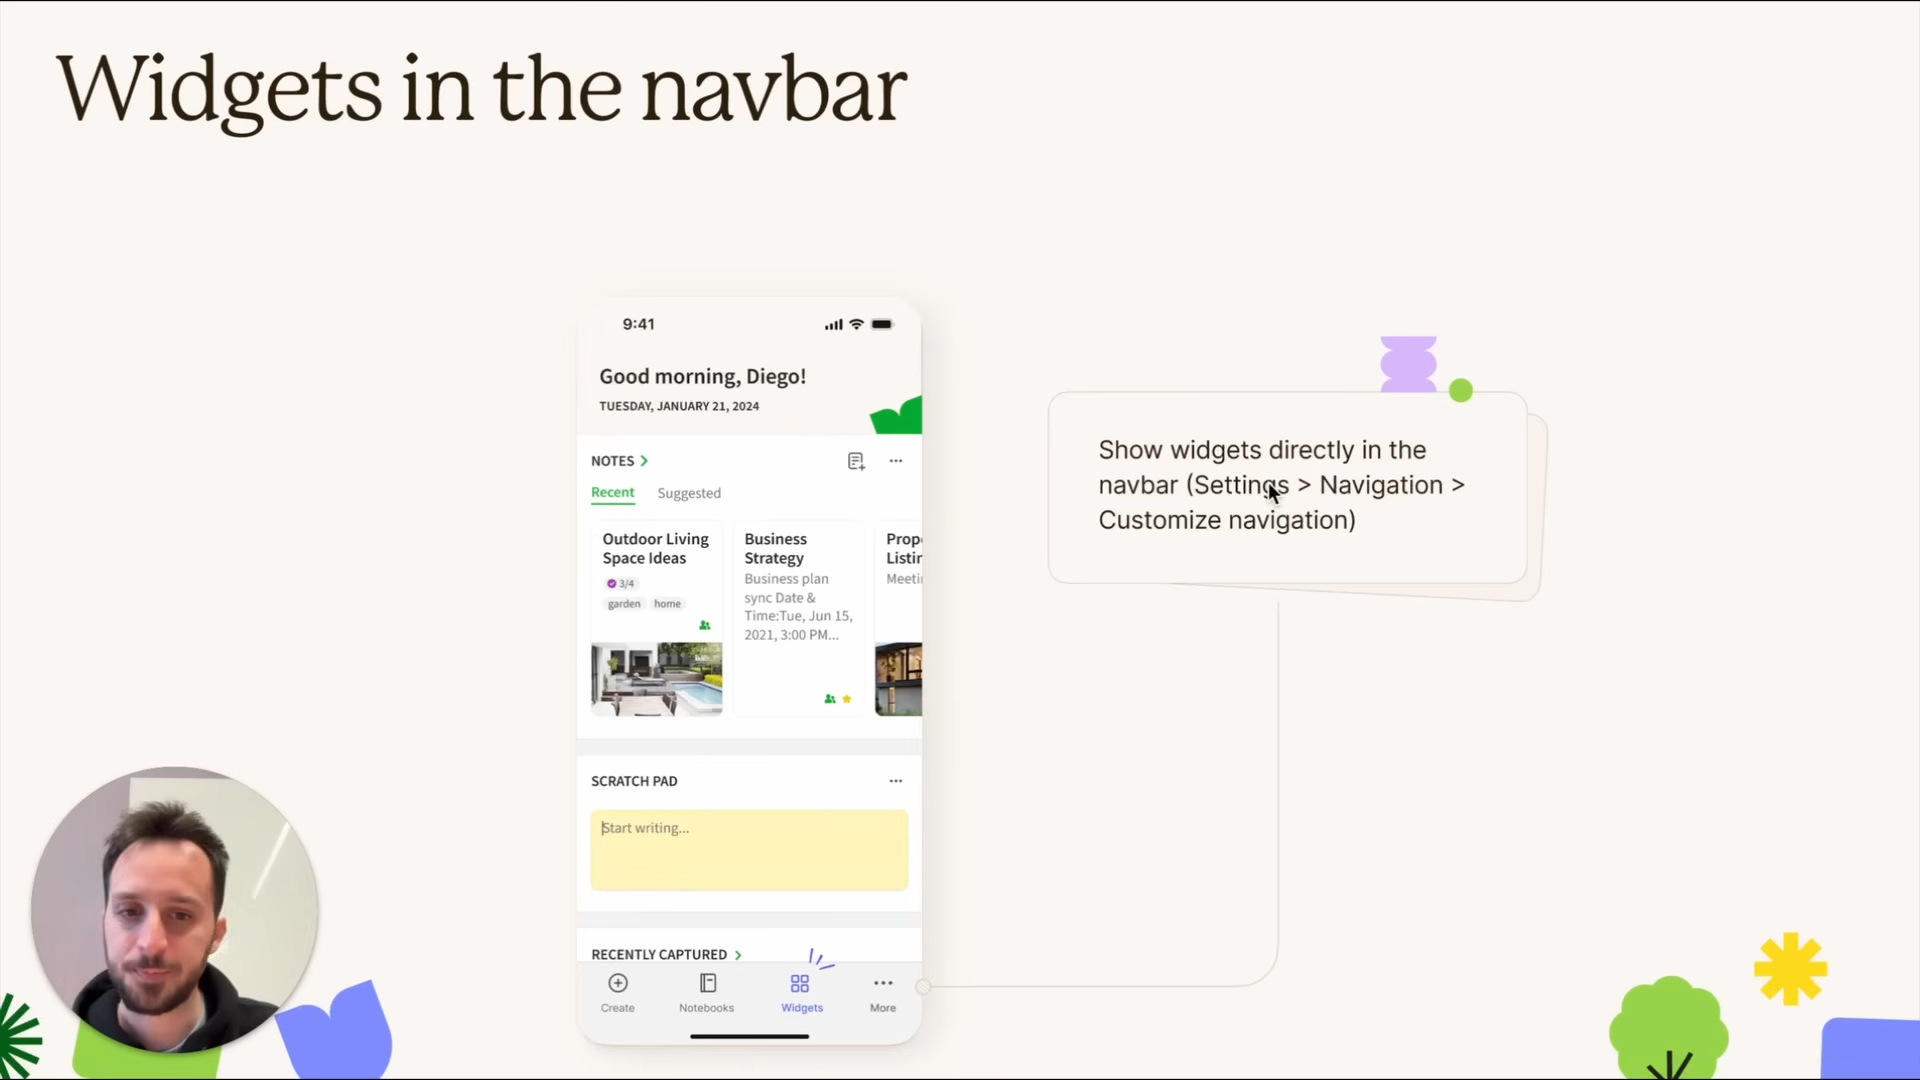 Widgets in the navbar
9:41
Good morning, Diego!
TUESDAY, JANUARY 21, 2024
NOTES
Recent Suggested
Outdoor Living
Space Ideas
3/4
garden home
Business
Strategy
Business plan
sync Date &
Time:Tue, Jun 15,
2021, 3:00 PM...
Prop
Listin
Meeti
SCRATCH PAD
Start writing...
RECENTLY CAPTURED
Create Notebooks Widgets More
Show widgets directly in the
navbar (Settings > Navigation >
Customize navigation)